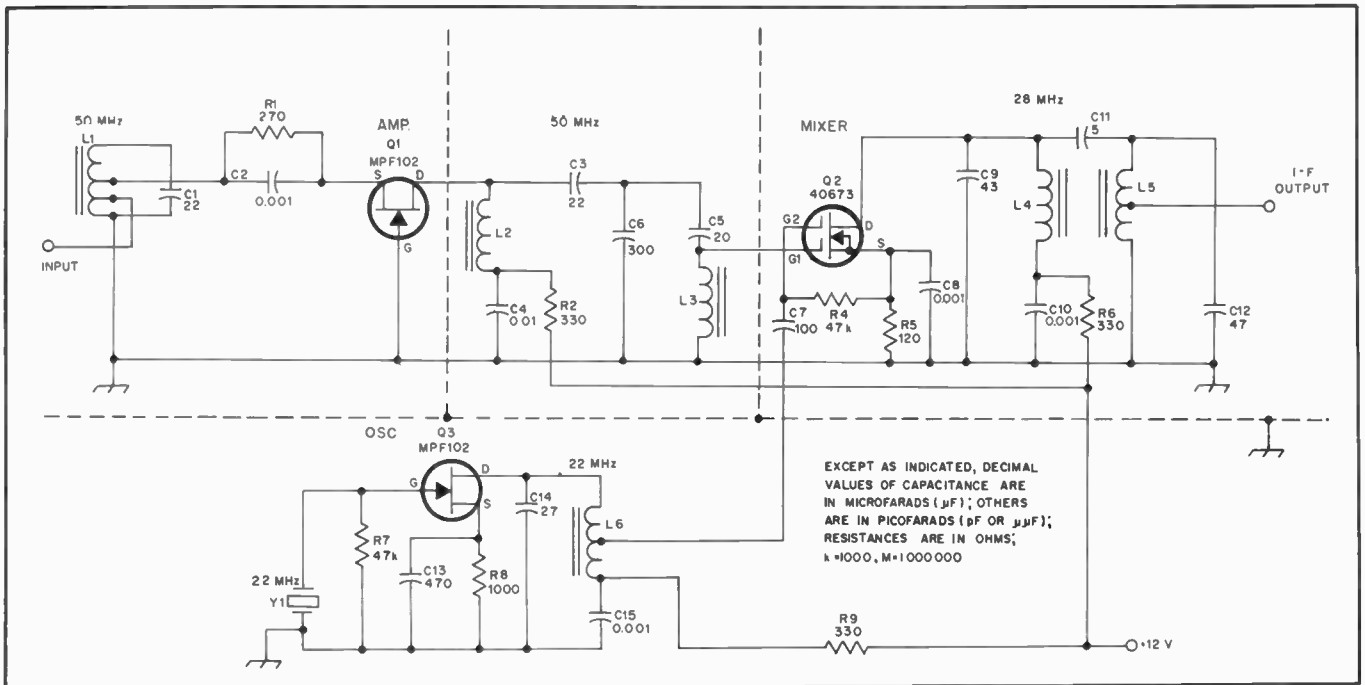 50 MHz
L1
C1
22
INPUT
R1
270
C2
0.001
AMP.
Q1
MPF102
S
D
G
50 MHz
L2
C3
22
C4
0.01
R2
330
C6
300
C5
20
L3
MIXER
Q2
40673
G2
G1
D
S
C7
100
R4
47k
R5
120
C8
0.001
28 MHz
C9
43
L4
C11
5
L5
C10
0.001
R6
330
C12
47
I-F
OUTPUT
OSC
Q3
MPF102
G
D
S
22 MHz
Y1
R7
47k
C13
470
R8
1000
C14
27
22 MHz
L6
C15
0.001
R9
330
+12 V
EXCEPT AS INDICATED, DECIMAL
VALUES OF CAPACITANCE ARE
IN MICROFARADS (µF); OTHERS
ARE IN PICOFARADS (pF OR µµF);
RESISTANCES ARE IN OHMS;
k=1000, M=1000000